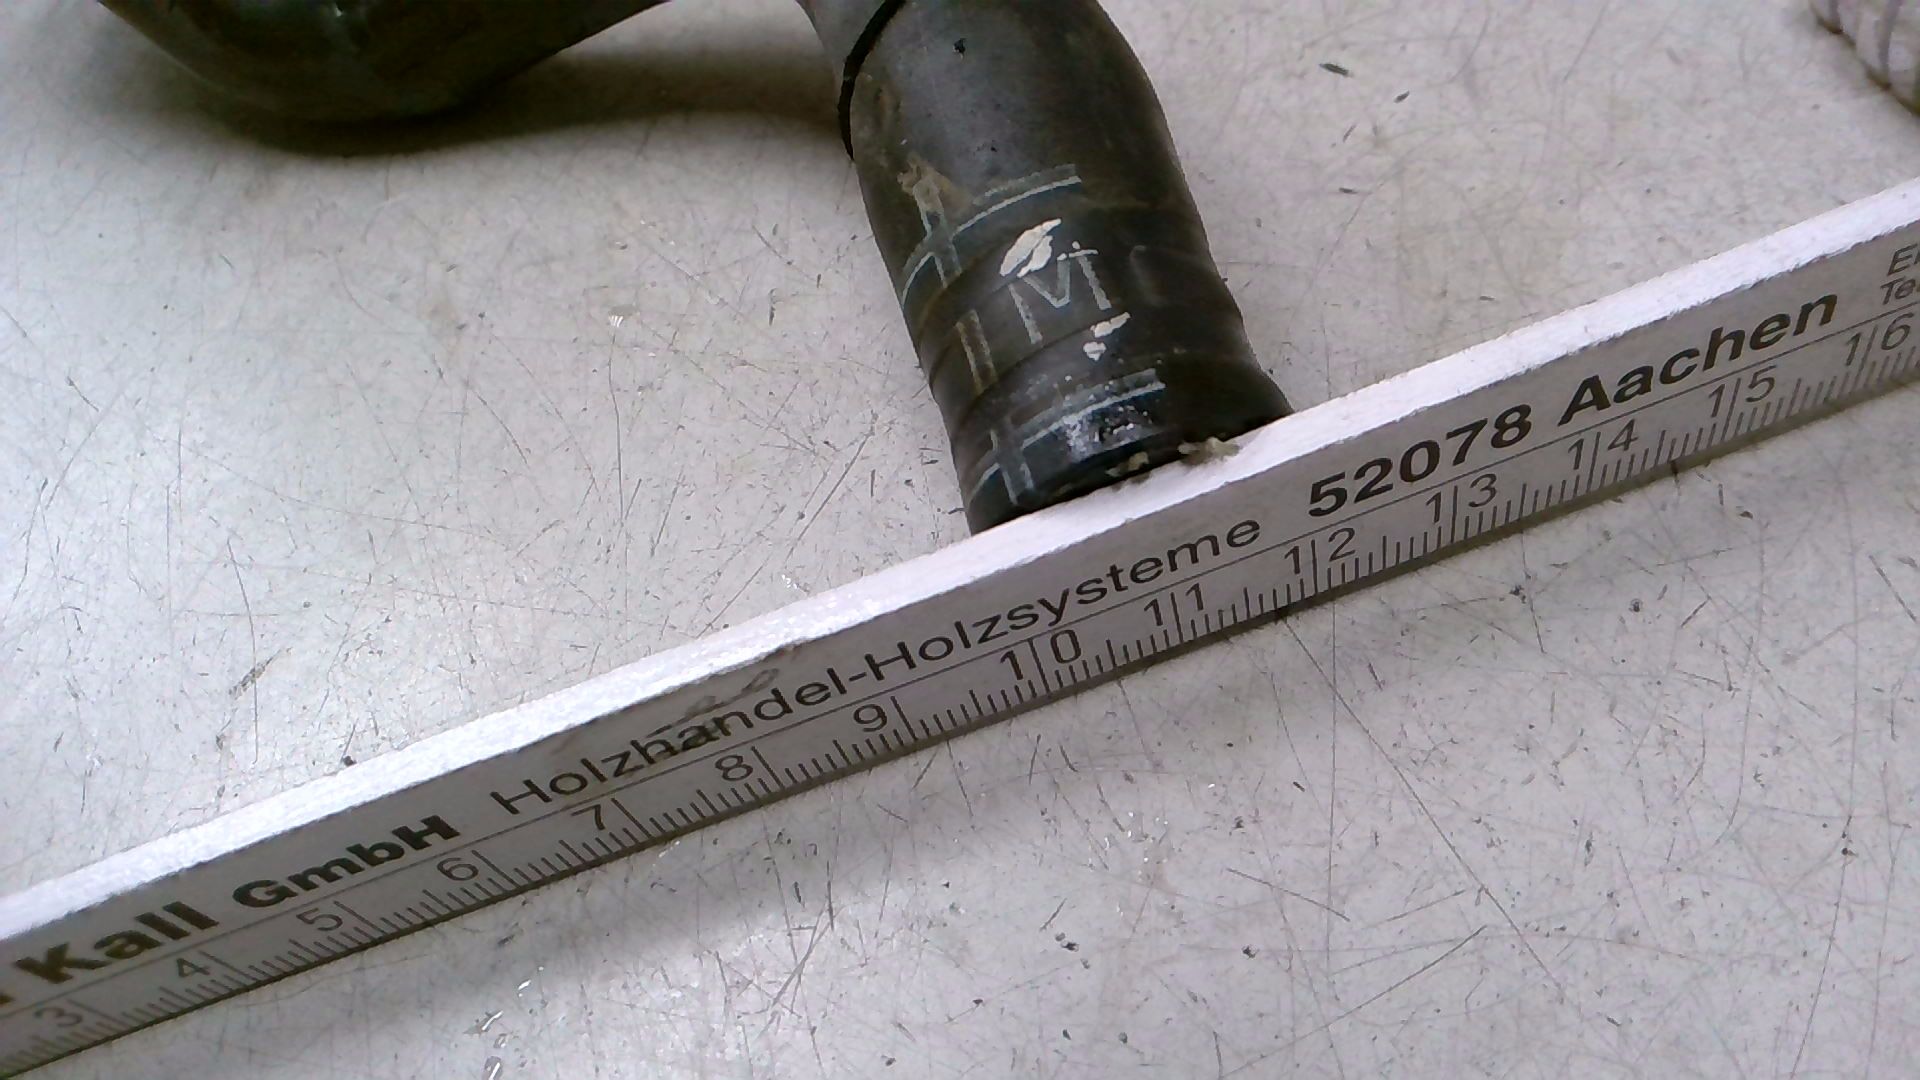 M
Kall GmbH Holzhandel-Holzsysteme 52078 Aachen
3 4 5 6 7 8 9 10 11 12 13 14 15 16